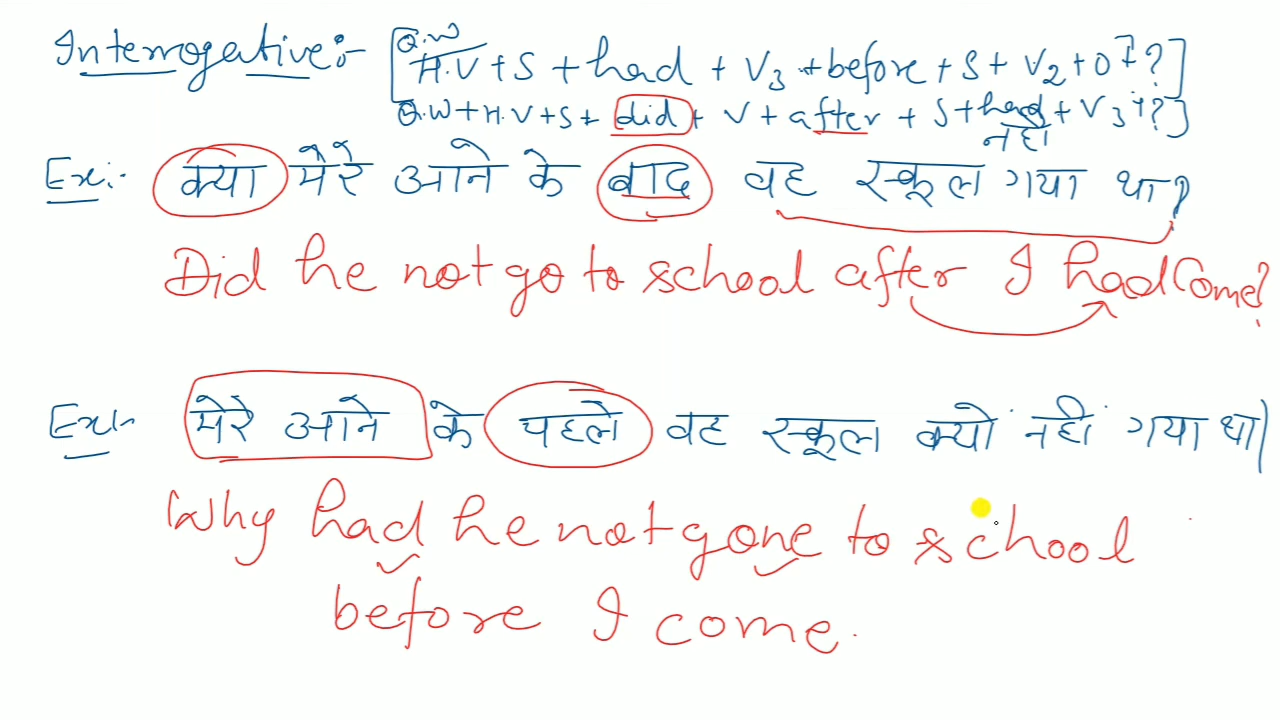 Interrogative:- [Q.W H.V + S + had + V3 + before + S + V2 + O + ?]
Q.W + H.V + S + did + V + after + S + had + V3 + ?]
नहीं
Ex:- क्या मेरे आने के बाद वह स्कूल गया था?
Did he not go to school after I had Come?
Ex:- मेरे आने के पहले वह स्कूल क्यों नहीं गया था|
Why had he not gone to school
before I come.